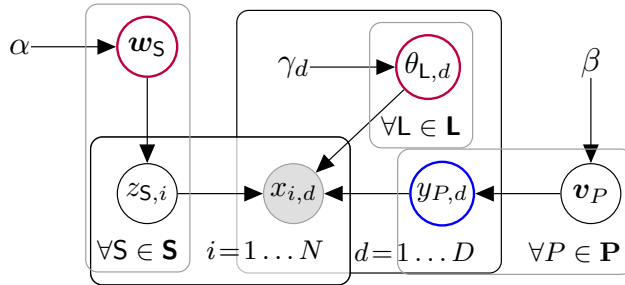 α
𝒘_S
γ_d
θ_{L,d}
β
∀L ∈ 𝗟
z_{S,i}
x_{i,d}
y_{P,d}
𝒗_P
∀S ∈ 𝗦
i=1…N
d=1…D
∀P ∈ 𝐏